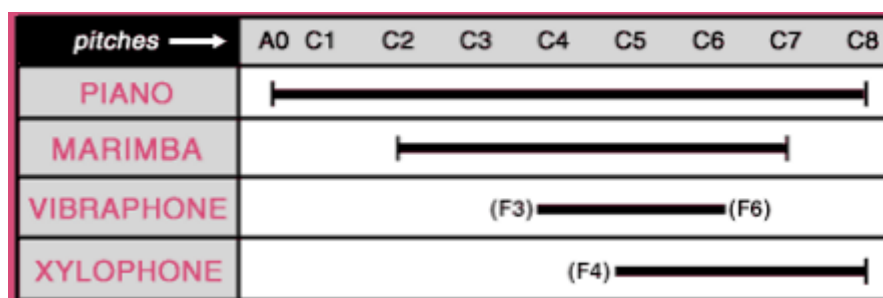 pitches → A0 C1 C2 C3 C4 C5 C6 C7 C8
PIANO
MARIMBA
VIBRAPHONE (F3) (F6)
XYLOPHONE (F4)